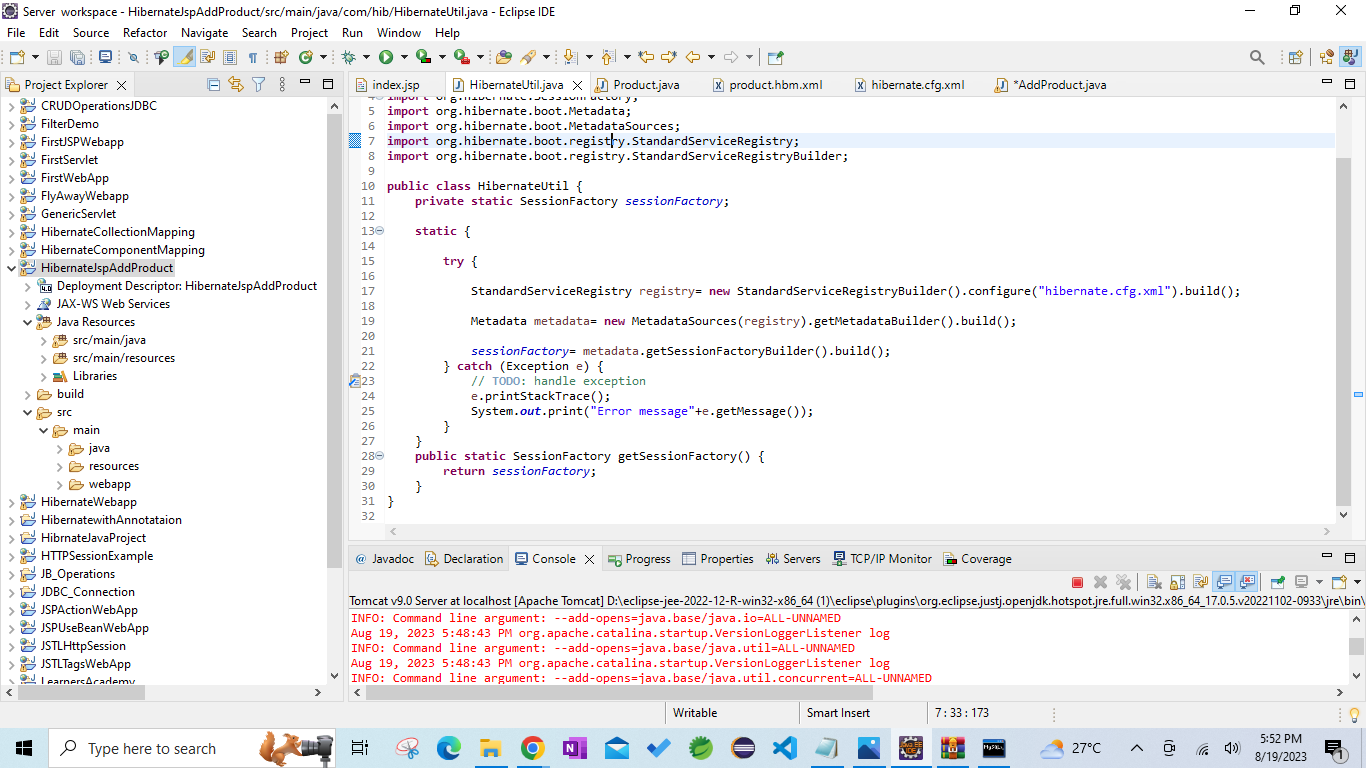 Server workspace - HibernateJspAddProduct/src/main/java/com/hib/HibernateUtil.java - Eclipse IDE
File Edit Source Refactor Navigate Search Project Run Window Help
Project Explorer
CRUDOperationsJDBC
FilterDemo
FirstJSPWebapp
FirstServlet
FirstWebApp
FlyAwayWebapp
GenericServlet
HibernateCollectionMapping
HibernateComponentMapping
HibernateJspAddProduct
Deployment Descriptor: HibernateJspAddProduct
JAX-WS Web Services
Java Resources
src/main/java
src/main/resources
Libraries
build
src
main
java
resources
webapp
HibernateWebapp
HibernatewithAnnotataion
HibrnateJavaProject
HTTPSessionExample
JB_Operations
JDBC_Connection
JSPActionWebApp
JSPUseBeanWebApp
JSTLHttpSession
JSTLTagsWebApp
LearnersAcademy
index.jsp HibernateUtil.java Product.java product.hbm.xml hibernate.cfg.xml *AddProduct.java
4 import org.hibernate.SessionFactory;
5 import org.hibernate.boot.Metadata;
6 import org.hibernate.boot.MetadataSources;
7 import org.hibernate.boot.registry.StandardServiceRegistry;
8 import org.hibernate.boot.registry.StandardServiceRegistryBuilder;
9
10 public class HibernateUtil {
11 private static SessionFactory sessionFactory;
12
13 static {
14
15 try {
16
17 StandardServiceRegistry registry= new StandardServiceRegistryBuilder().configure("hibernate.cfg.xml").build();
18
19 Metadata metadata= new MetadataSources(registry).getMetadataBuilder().build();
20
21 sessionFactory= metadata.getSessionFactoryBuilder().build();
22 } catch (Exception e) {
23 // TODO: handle exception
24 e.printStackTrace();
25 System.out.print("Error message"+e.getMessage());
26 }
27 }
28 public static SessionFactory getSessionFactory() {
29 return sessionFactory;
30 }
31 }
32
@ Javadoc Declaration Console Progress Properties Servers TCP/IP Monitor Coverage
Tomcat v9.0 Server at localhost [Apache Tomcat] D:\eclipse-jee-2022-12-R-win32-x86_64 (1)\eclipse\plugins\org.eclipse.justj.openjdk.hotspot.jre.full.win32.x86_64_17.0.5.v20221102-0933\jre\bin\
INFO: Command line argument: --add-opens=java.base/java.io=ALL-UNNAMED
Aug 19, 2023 5:48:43 PM org.apache.catalina.startup.VersionLoggerListener log
INFO: Command line argument: --add-opens=java.base/java.util=ALL-UNNAMED
Aug 19, 2023 5:48:43 PM org.apache.catalina.startup.VersionLoggerListener log
INFO: Command line argument: --add-opens=java.base/java.util.concurrent=ALL-UNNAMED
Writable Smart Insert 7 : 33 : 173
Type here to search
27°C
5:52 PM
8/19/2023
1